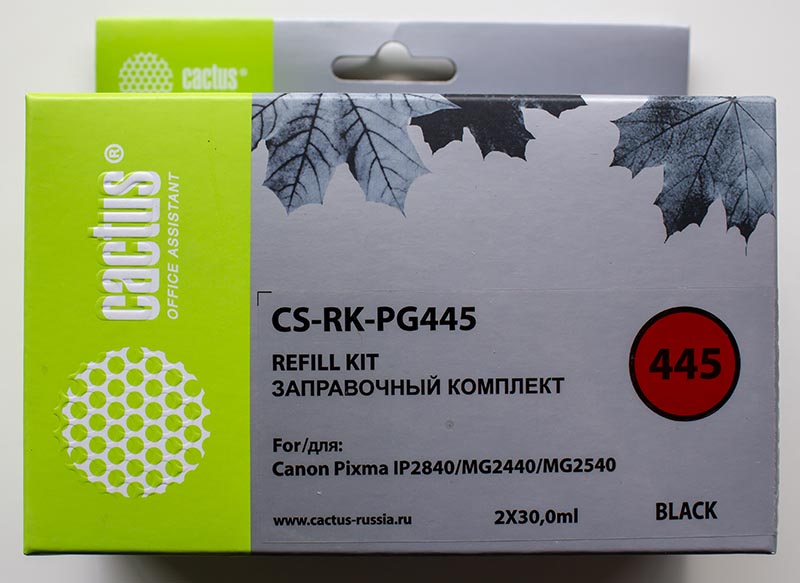 cactus®
cactus®
OFFICE ASSISTANT
CS-RK-PG445
REFILL KIT
ЗАПРАВОЧНЫЙ КОМПЛЕКТ
445
For/для:
Canon Pixma IP2840/MG2440/MG2540
www.cactus-russia.ru
2X30,0ml
BLACK